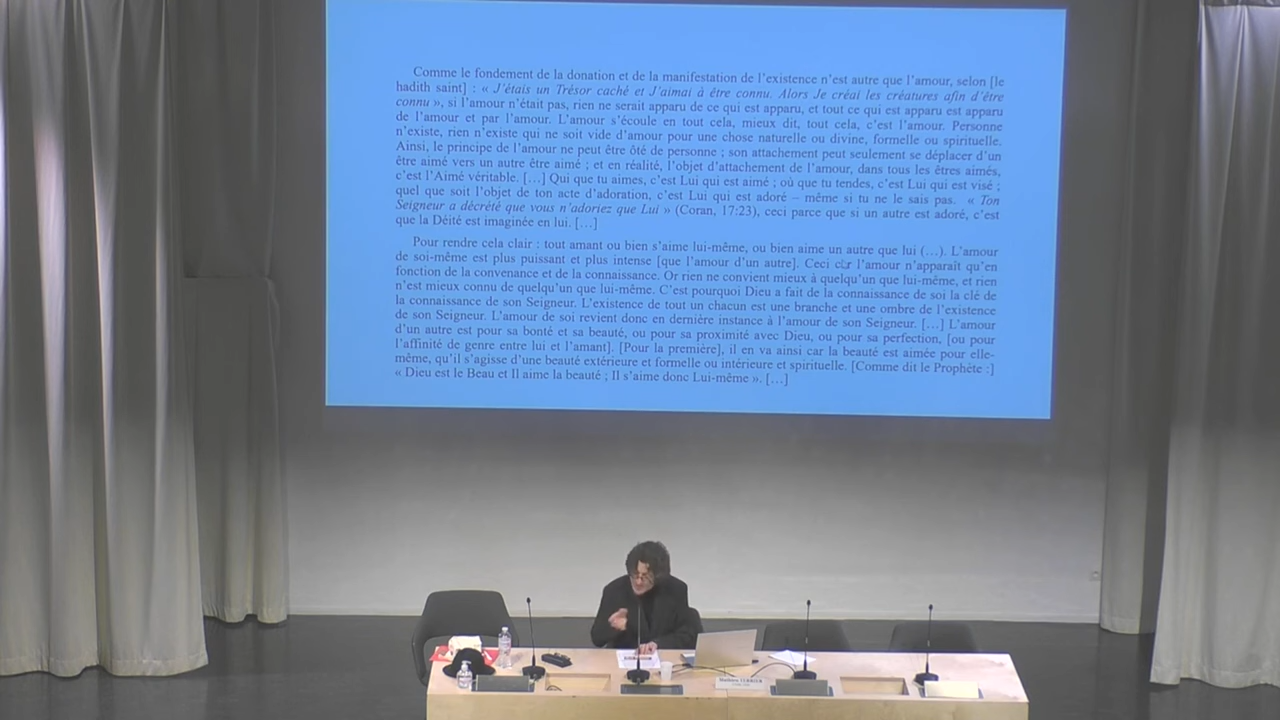 Comme le fondement de la donation et de la manifestation de l'existence n'est autre que l'amour, selon [le
hadith saint] : « J'étais un Trésor caché et J'aimai à être connu. Alors Je créai les créatures afin d'être
connu », si l'amour n'était pas, rien ne serait apparu de ce qui est apparu, et tout ce qui est apparu est apparu
de l'amour et par l'amour. L'amour s'écoule en tout cela, mieux dit, tout cela, c'est l'amour. Personne
n'existe, rien n'existe qui ne soit vide d'amour pour une chose naturelle ou divine, formelle ou spirituelle.
Ainsi, le principe de l'amour ne peut être ôté de personne ; son attachement peut seulement se déplacer d'un
être aimé vers un autre être aimé ; et en réalité, l'objet d'attachement de l'amour, dans tous les êtres aimés,
c'est l'Aimé véritable. […] Qui que tu aimes, c'est Lui qui est aimé ; où que tu tendes, c'est Lui qui est visé ;
quel que soit l'objet de ton acte d'adoration, c'est Lui qui est adoré – même si tu ne le sais pas. « Ton
Seigneur a décrété que vous n'adoriez que Lui » (Coran, 17:23), ceci parce que si un autre est adoré, c'est
que la Déité est imaginée en lui. […]
Pour rendre cela clair : tout amant ou bien s'aime lui-même, ou bien aime un autre que lui (…). L'amour
de soi-même est plus puissant et plus intense [que l'amour d'un autre]. Ceci car l'amour n'apparaît qu'en
fonction de la convenance et de la connaissance. Or rien ne convient mieux à quelqu'un que lui-même, et rien
n'est mieux connu de quelqu'un que lui-même. C'est pourquoi Dieu a fait de la connaissance de soi la clé de
la connaissance de son Seigneur. L'existence de tout un chacun est une branche et une ombre de l'existence
de son Seigneur. L'amour de soi revient donc en dernière instance à l'amour de son Seigneur. […] L'amour
d'un autre est pour sa bonté et sa beauté, ou pour sa proximité avec Dieu, ou pour sa perfection, [ou pour
l'affinité de genre entre lui et l'amant]. [Pour la première], il en va ainsi car la beauté est aimée pour elle-
même, qu'il s'agisse d'une beauté extérieure et formelle ou intérieure et spirituelle. [Comme dit le Prophète :]
« Dieu est le Beau et Il aime la beauté ; Il s'aime donc Lui-même ». […]